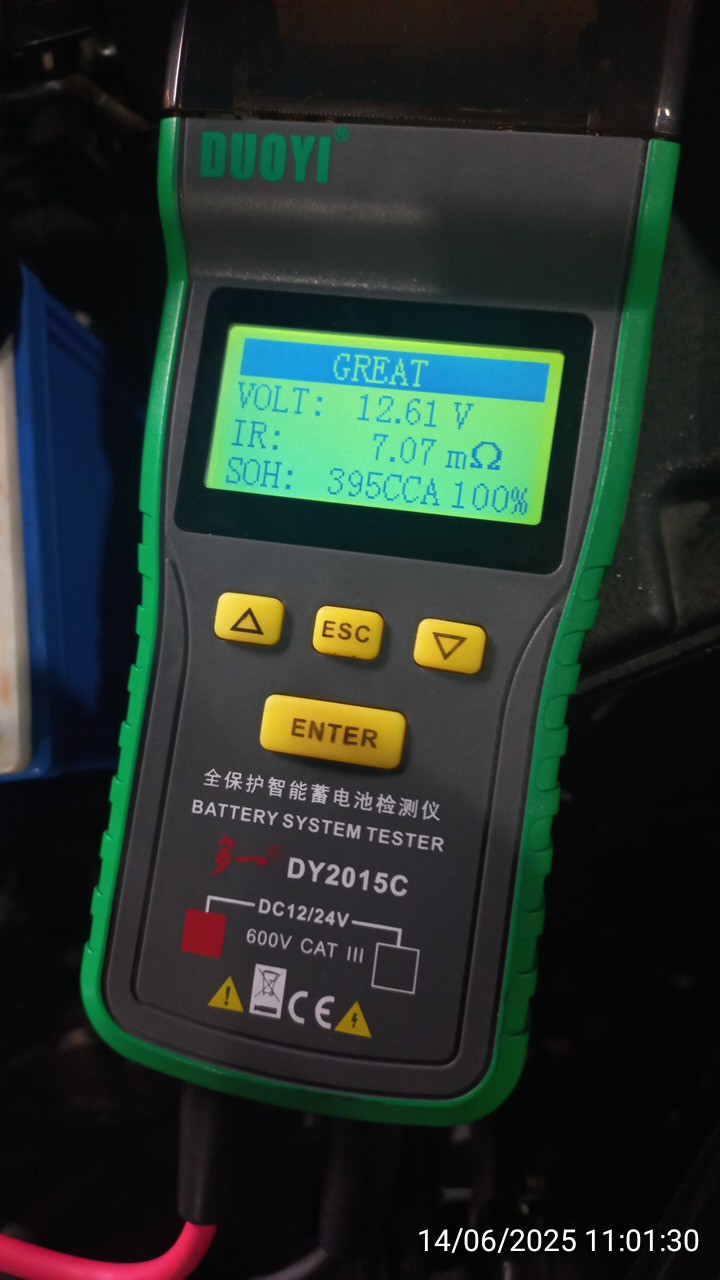 DUOYI®
GREAT
VOLT: 12.61 V
IR: 7.07 mΩ
SOH: 395CCA 100%
ESC
ENTER
全保护智能蓄电池检测仪
BATTERY SYSTEM TESTER
多一® DY2015C
DC12/24V
600V CAT III
CE
14/06/2025 11:01:30